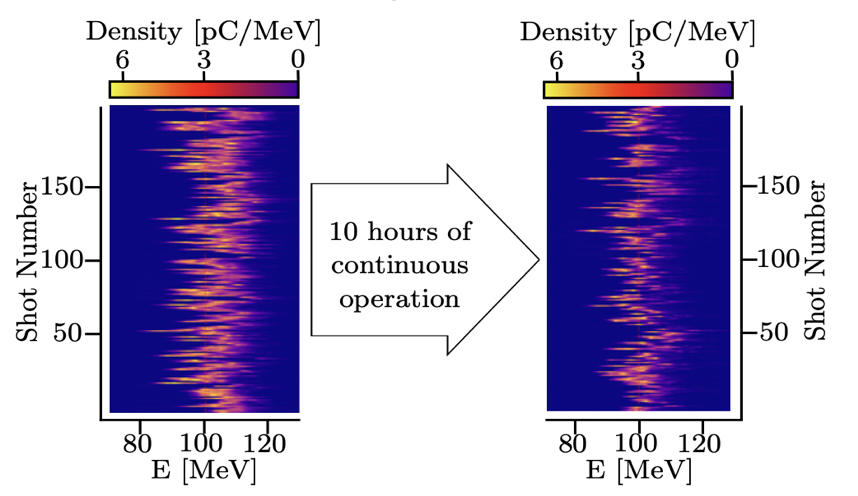 Density [pC/MeV]
6 3 0
Shot Number
150
100
50
80 100 120
E [MeV]
10 hours of
continuous
operation
Density [pC/MeV]
6 3 0
150
100
50
Shot Number
80 100 120
E [MeV]